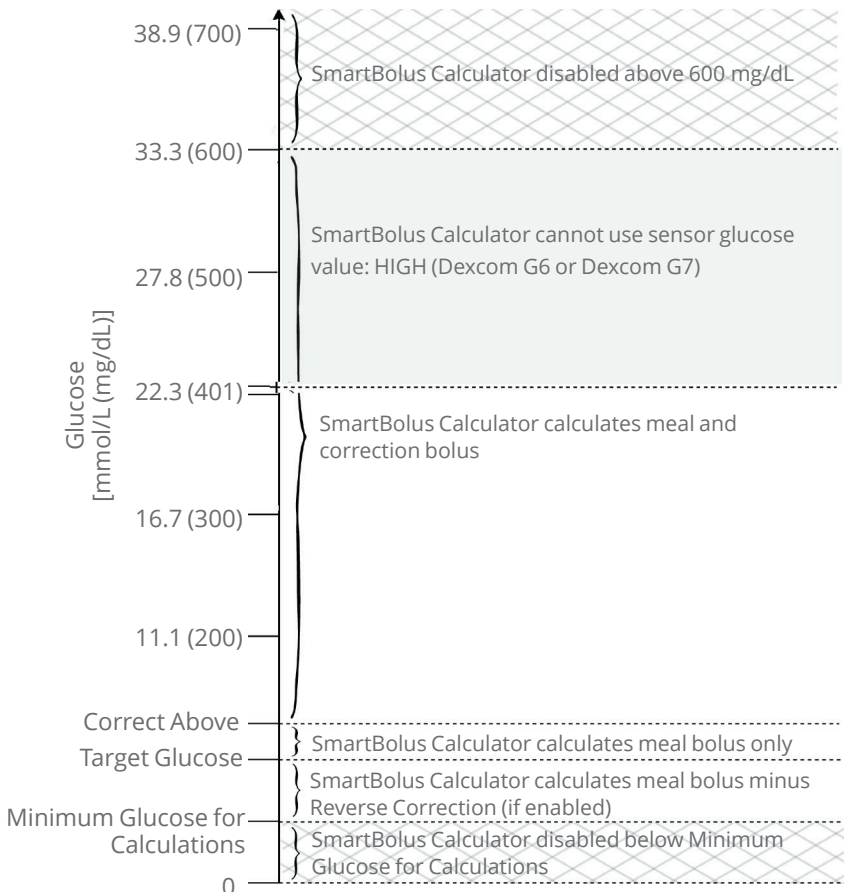 38.9 (700)
SmartBolus Calculator disabled above 600 mg/dL
33.3 (600)
SmartBolus Calculator cannot use sensor glucose
value: HIGH (Dexcom G6 or Dexcom G7)
27.8 (500)
Glucose
[mmol/L (mg/dL)]
22.3 (401)
SmartBolus Calculator calculates meal and
correction bolus
16.7 (300)
11.1 (200)
Correct Above
SmartBolus Calculator calculates meal bolus only
Target Glucose
SmartBolus Calculator calculates meal bolus minus
Reverse Correction (if enabled)
Minimum Glucose for
Calculations
SmartBolus Calculator disabled below Minimum
Glucose for Calculations
0